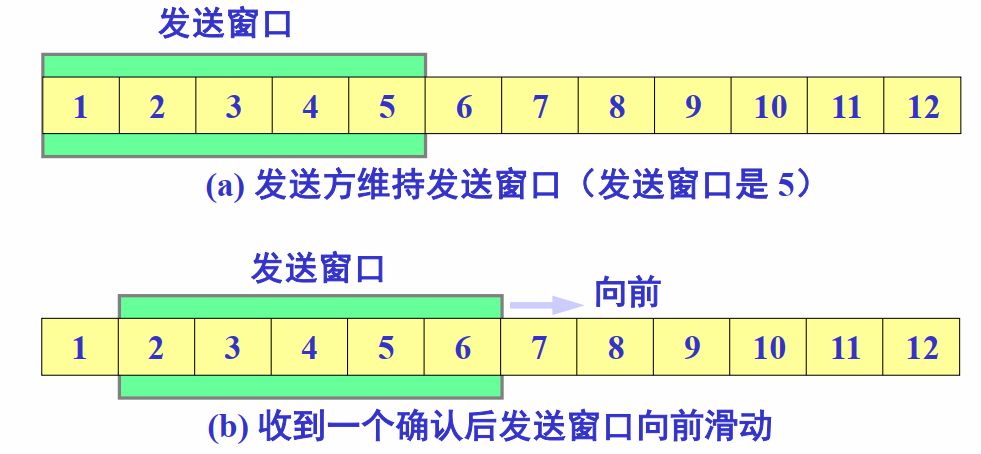 发送窗口
1 2 3 4 5 6 7 8 9 10 11 12
(a) 发送方维持发送窗口（发送窗口是 5）
发送窗口
向前
1 2 3 4 5 6 7 8 9 10 11 12
(b) 收到一个确认后发送窗口向前滑动